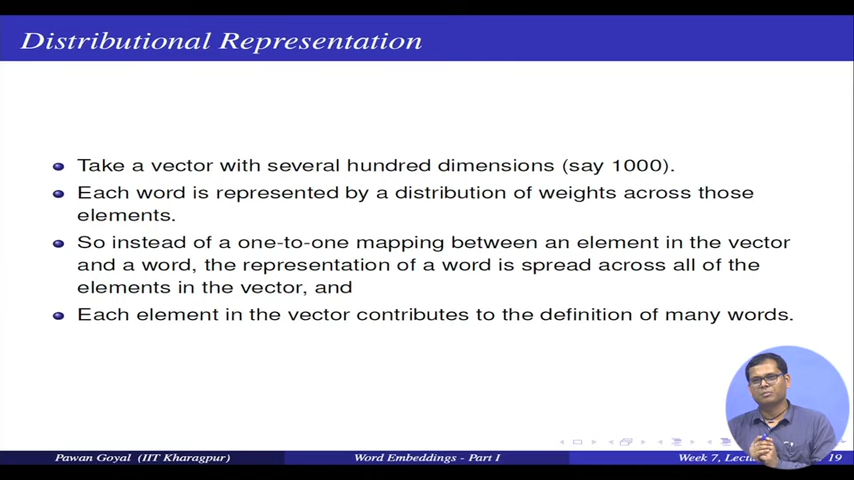 Distributional Representation
Take a vector with several hundred dimensions (say 1000).
Each word is represented by a distribution of weights across those
elements.
So instead of a one-to-one mapping between an element in the vector
and a word, the representation of a word is spread across all of the
elements in the vector, and
Each element in the vector contributes to the definition of many words.
Pawan Goyal (IIT Kharagpur)
Word Embeddings - Part I
Week 7, 19